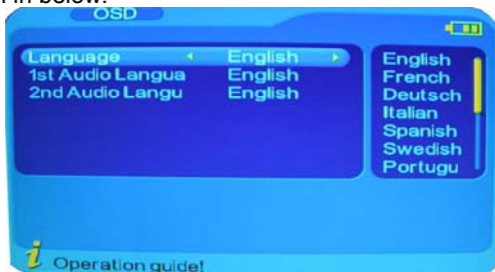 OSD
Language English
1st Audio Langua English
2nd Audio Langu English
English
French
Deutsch
Italian
Spanish
Swedish
Portugu
i Operation guide!